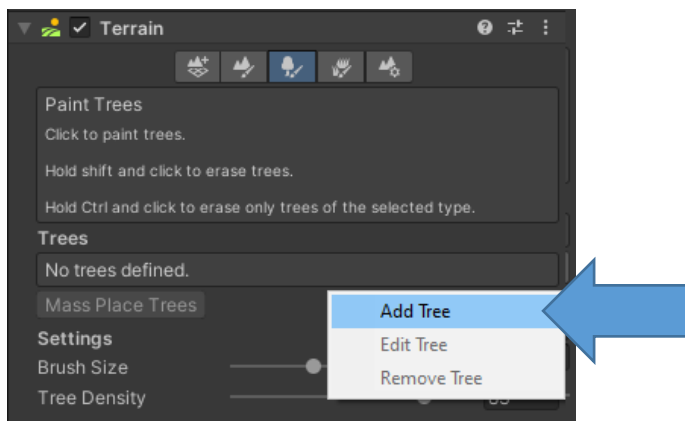 Terrain
Paint Trees
Click to paint trees.
Hold shift and click to erase trees.
Hold Ctrl and click to erase only trees of the selected type.
Trees
No trees defined.
Mass Place Trees
Add Tree
Edit Tree
Remove Tree
Settings
Brush Size
Tree Density